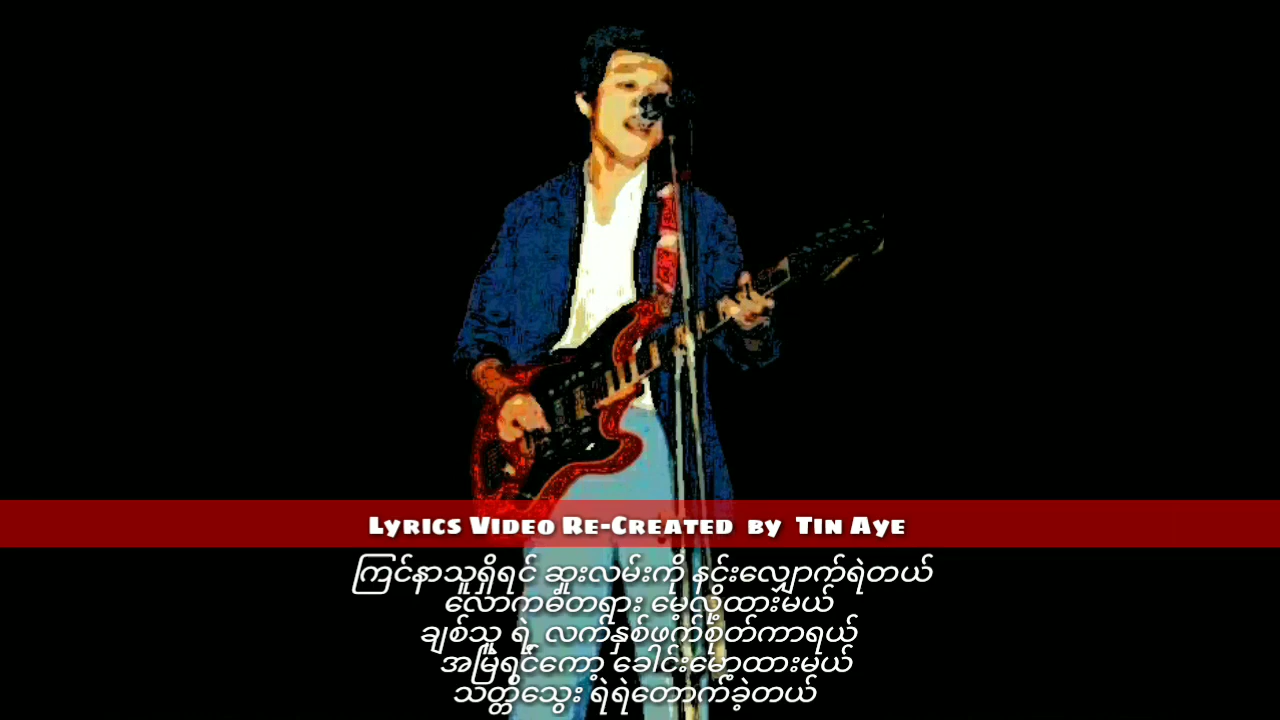 Lyrics Video Re-Created by Tin Aye
ကြင်နာသူရှိရင် ဆူးလမ်းကို နင်းလျှောက်ရဲတယ်
လောကဓံတရား မေ့လို့ထားမယ်
ချစ်သူ ရဲ့ လက်နှစ်ဖက်စုတ်ကာရယ်
အမြဲရင်ကော့ ခေါင်းမော့ထားမယ်
သတ္တိသွေး ရဲရဲတောက်ခဲ့တယ်